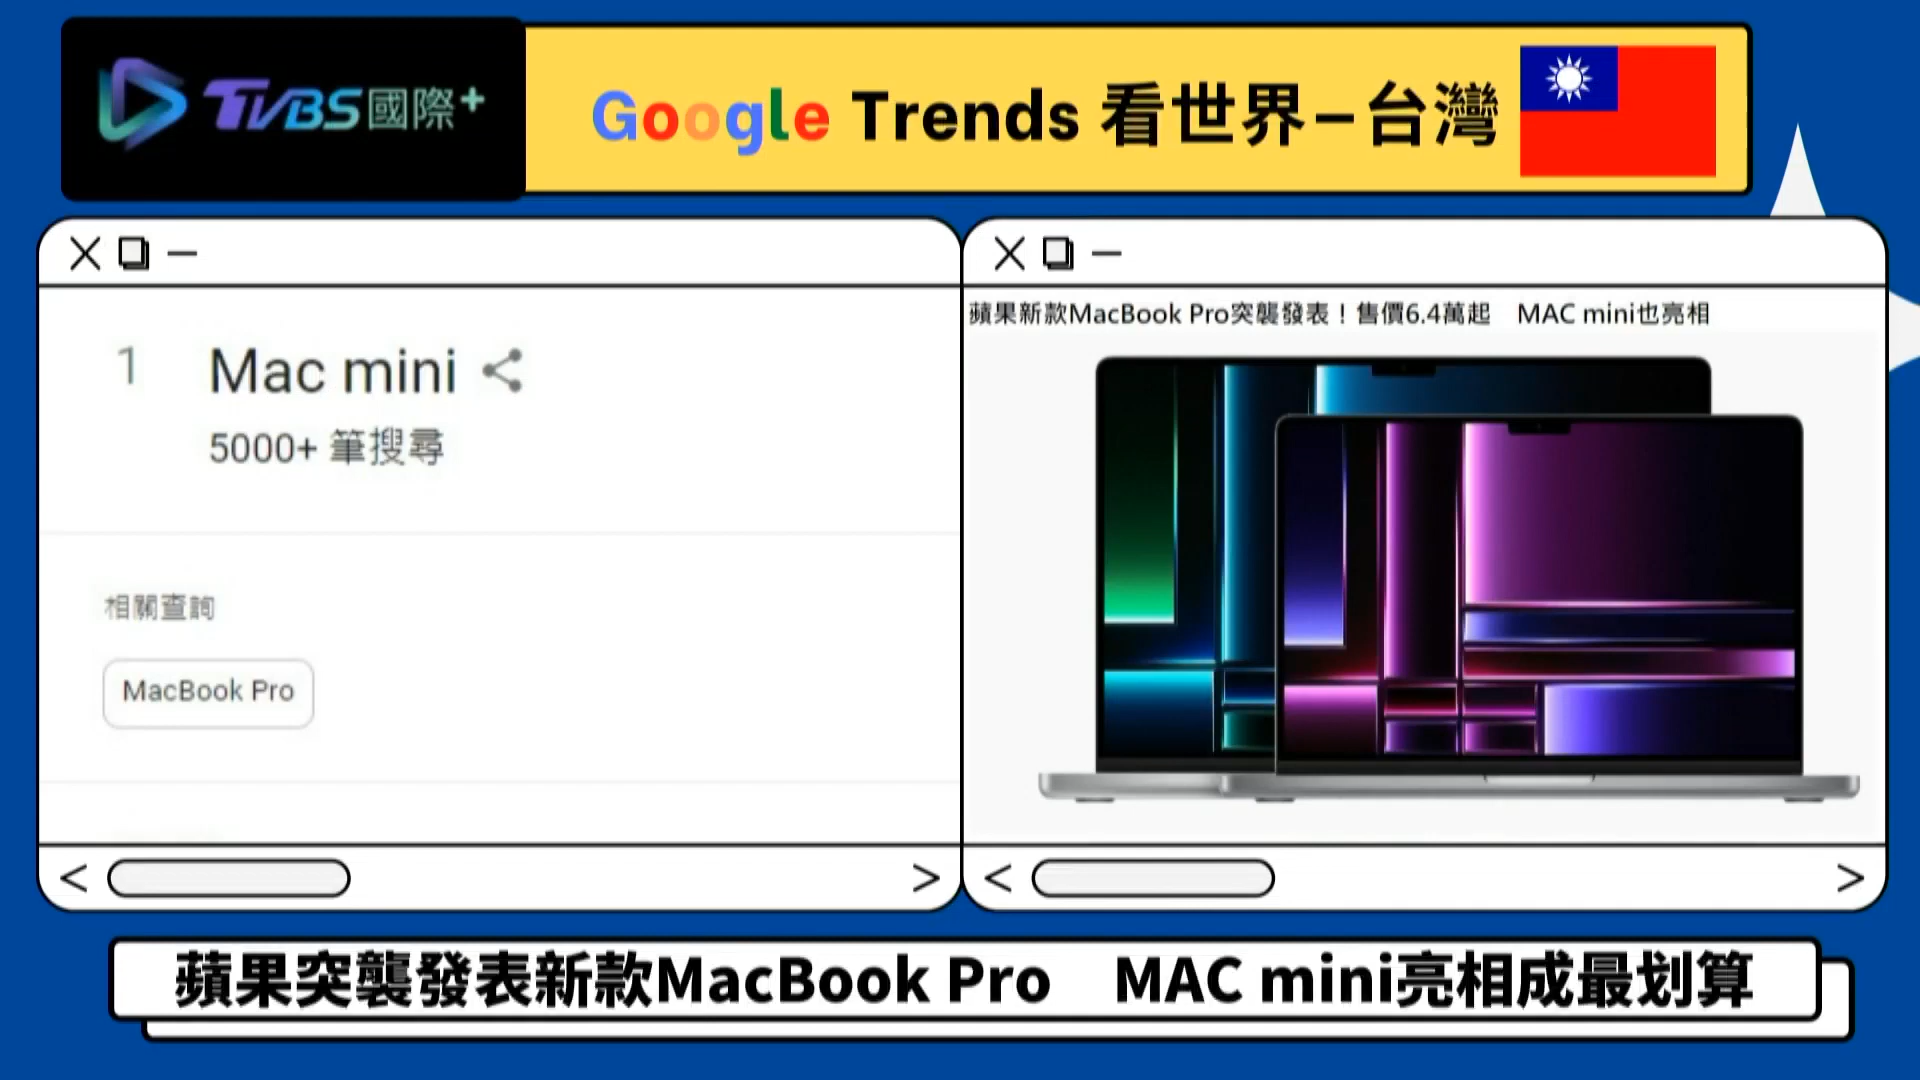 TVBS國際+
Google Trends 看世界-台灣
1 Mac mini
5000+ 筆搜尋
相關查詢
MacBook Pro
蘋果新款MacBook Pro突襲發表！售價6.4萬起 MAC mini也亮相
蘋果突襲發表新款MacBook Pro MAC mini亮相成最划算